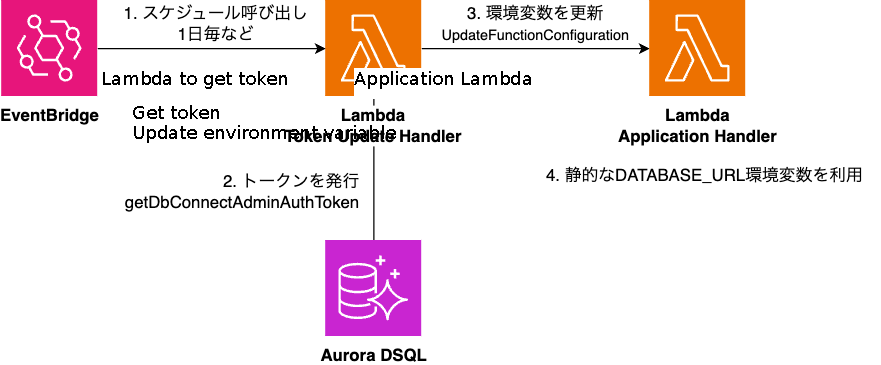 1. スケジュール呼び出し
1日毎など
3. 環境変数を更新
UpdateFunctionConfiguration
Lambda to get token
Application Lambda
EventBridge
Get token
Update environment variable
Lambda
Token Update Handler
Lambda
Application Handler
2. トークンを発行
getDbConnectAdminAuthToken
4. 静的なDATABASE_URL環境変数を利用
Aurora DSQL